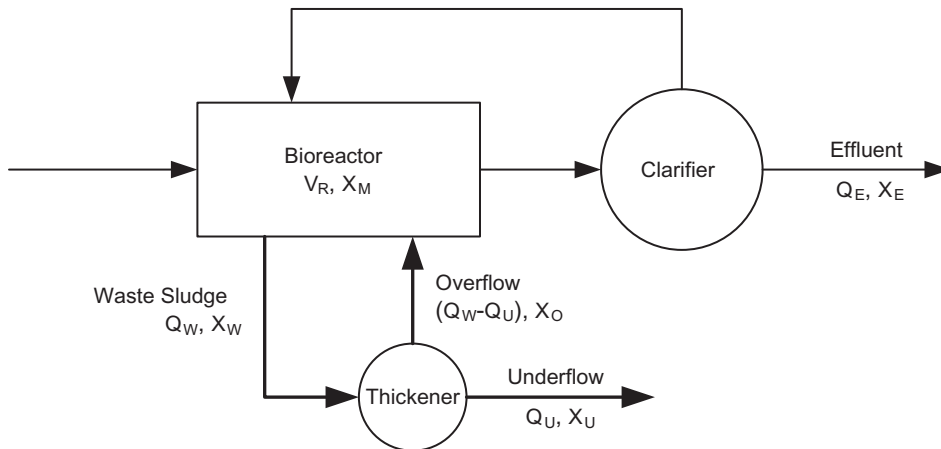 Bioreactor
V_R, X_M
Clarifier
Effluent
Q_E, X_E
Waste Sludge
Q_W, X_W
Overflow
(Q_W-Q_U), X_O
Thickener
Underflow
Q_U, X_U